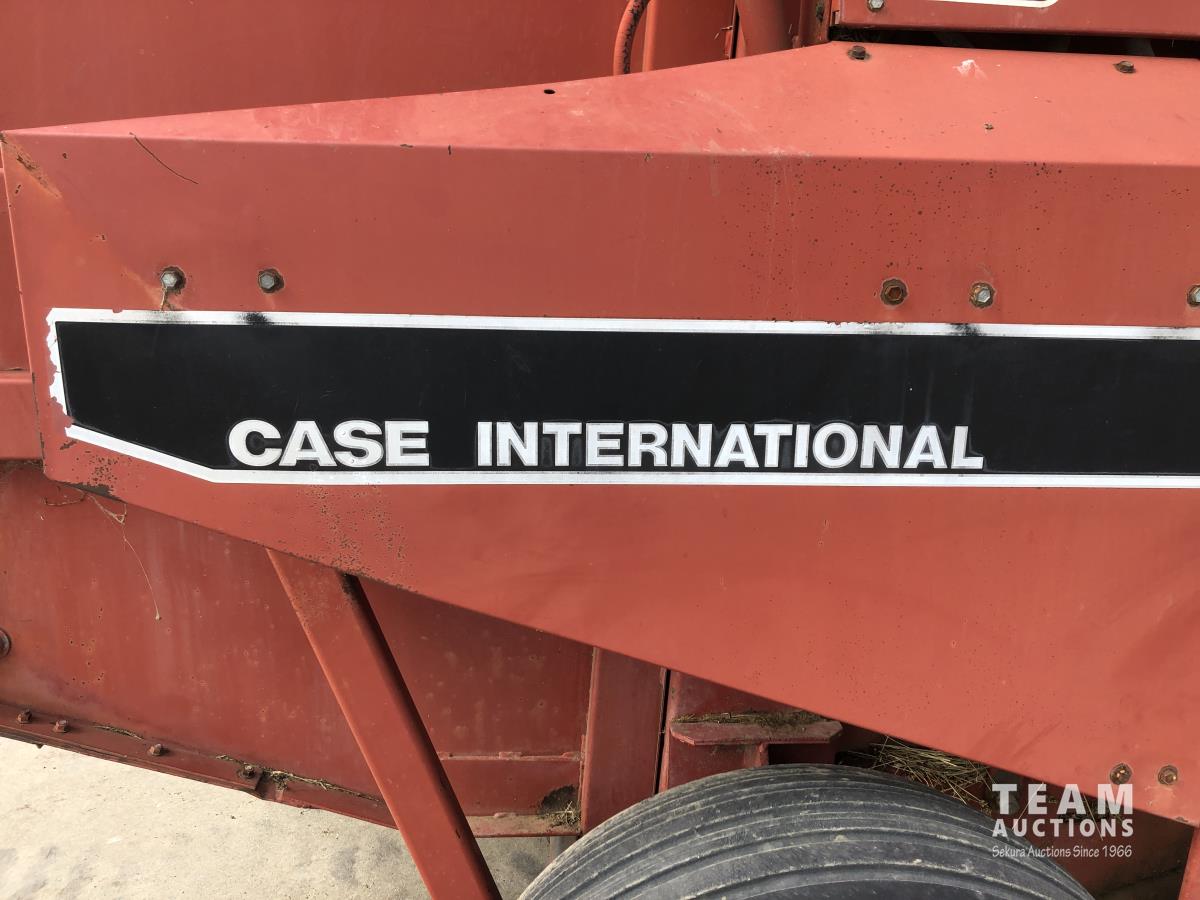 CASE INTERNATIONAL
TEAM
AUCTIONS
Sekura Auctions Since 1966